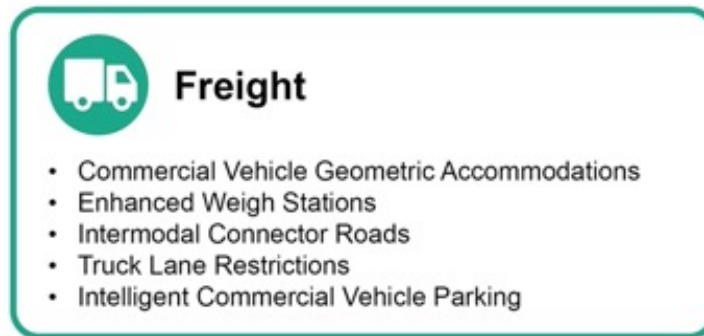 Freight
• Commercial Vehicle Geometric Accommodations
• Enhanced Weigh Stations
• Intermodal Connector Roads
• Truck Lane Restrictions
• Intelligent Commercial Vehicle Parking